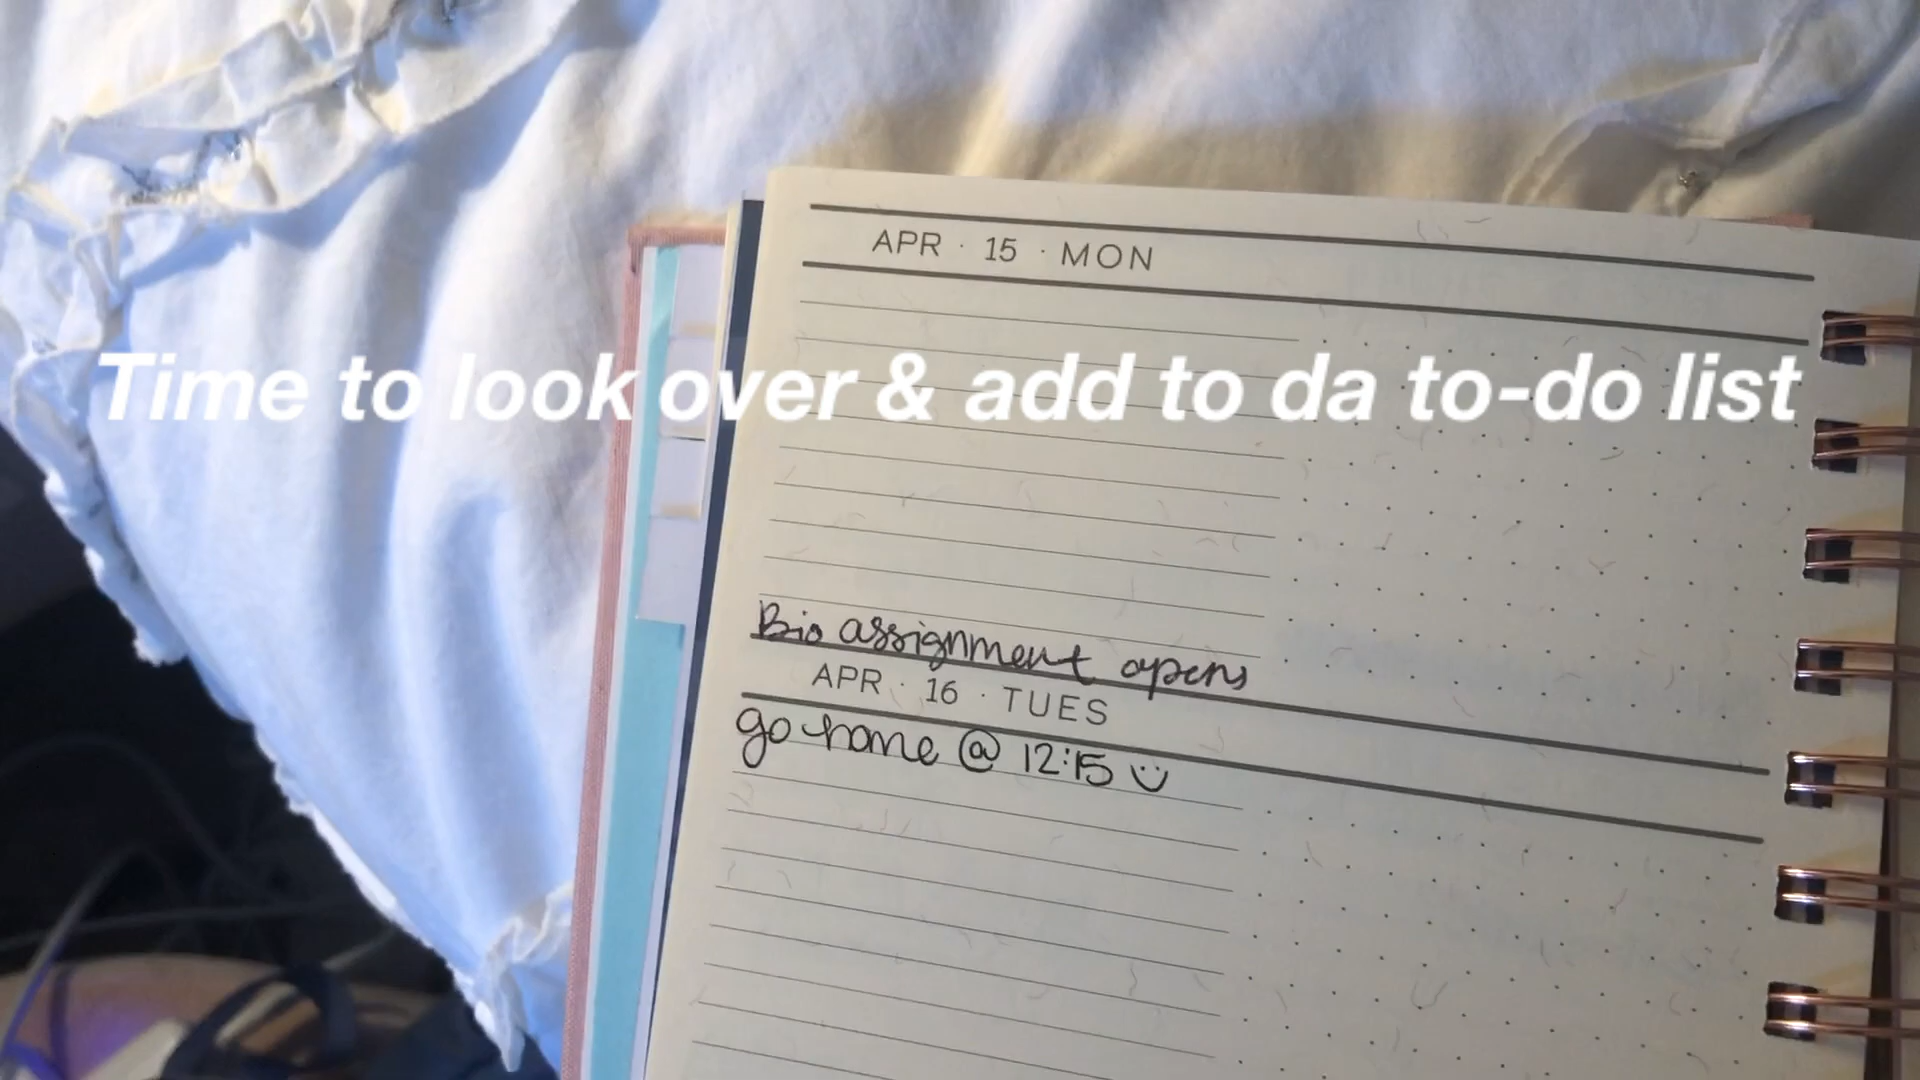 APR · 15 · MON
Time to look over & add to da to-do list
Bio assignment opens
APR · 16 · TUES
go home @ 12:15 ت